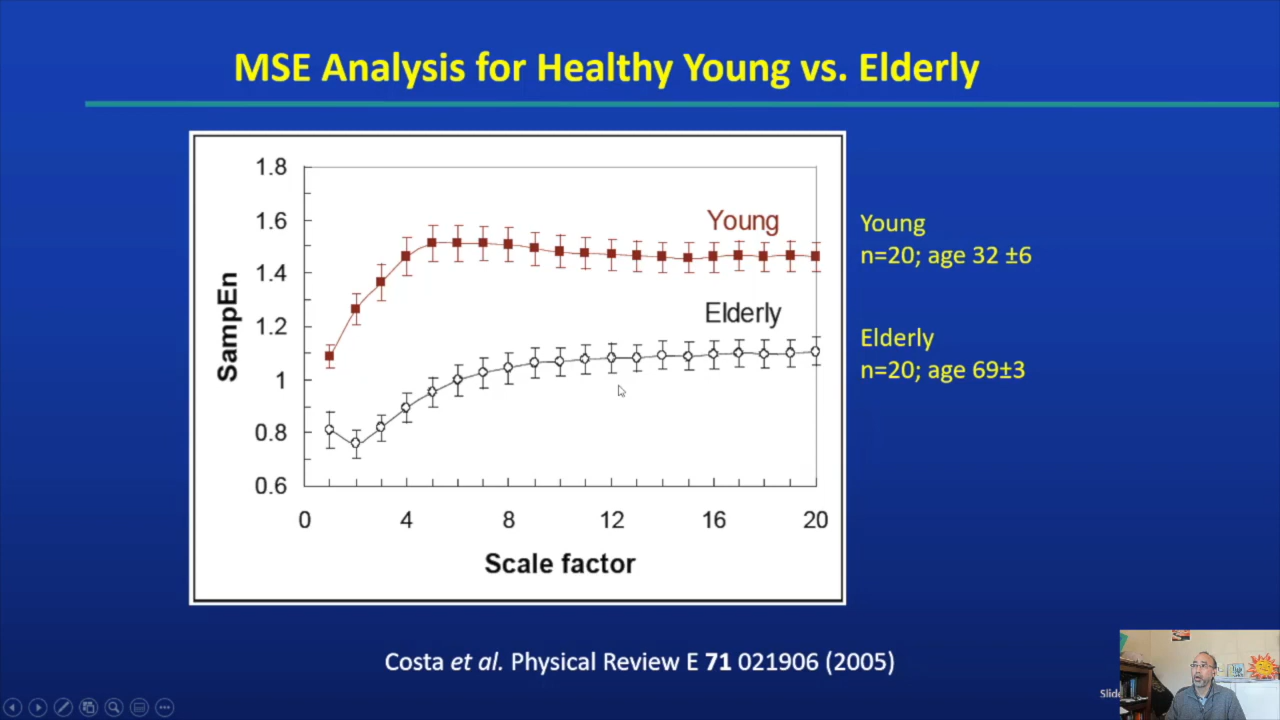 MSE Analysis for Healthy Young vs. Elderly
1.8
1.6
1.4
1.2
1
0.8
0.6
SampEn
Young
Elderly
0 4 8 12 16 20
Scale factor
Young
n=20; age 32 ±6
Elderly
n=20; age 69±3
Costa et al. Physical Review E 71 021906 (2005)
Slide